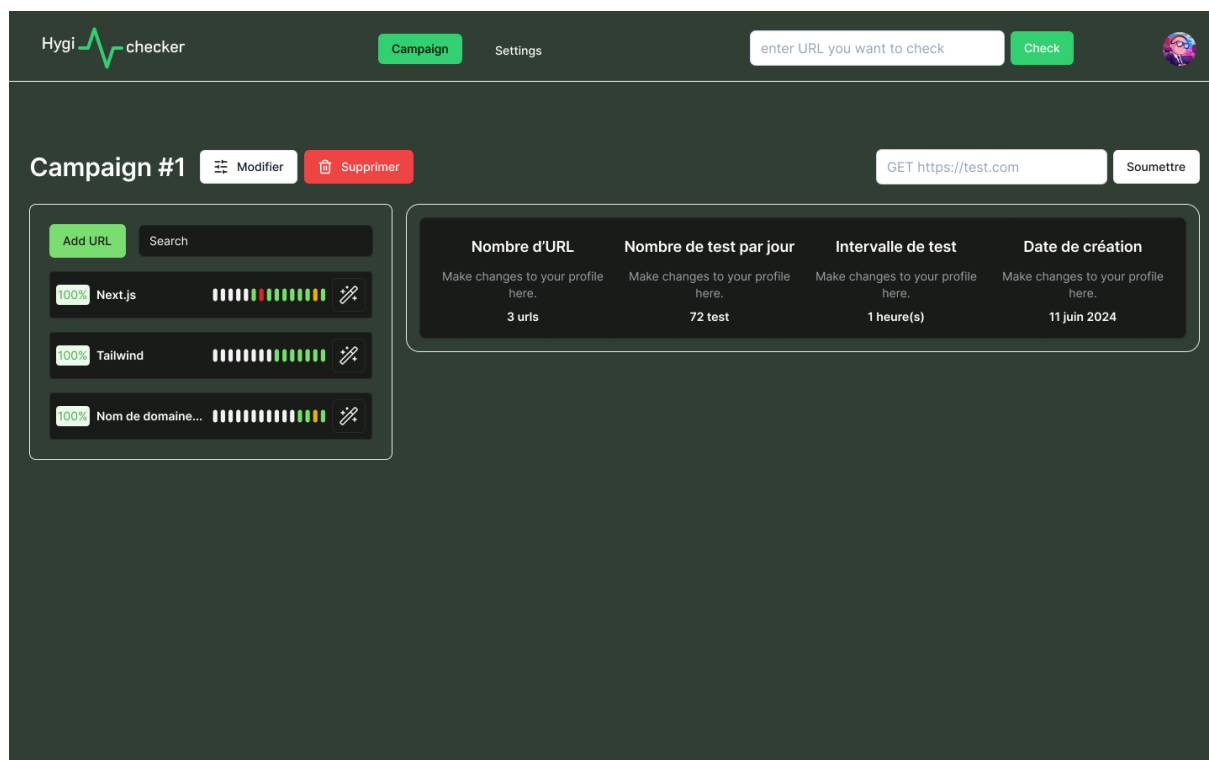 Hygi checker
Campaign
Settings
enter URL you want to check
Check
Campaign #1
Modifier
Supprimer
GET https://test.com
Soumettre
Add URL
Search
100% Next.js
100% Tailwind
100% Nom de domaine...
Nombre d’URL
Make changes to your profile
here.
3 urls
Nombre de test par jour
Make changes to your profile
here.
72 test
Intervalle de test
Make changes to your profile
here.
1 heure(s)
Date de création
Make changes to your profile
here.
11 juin 2024